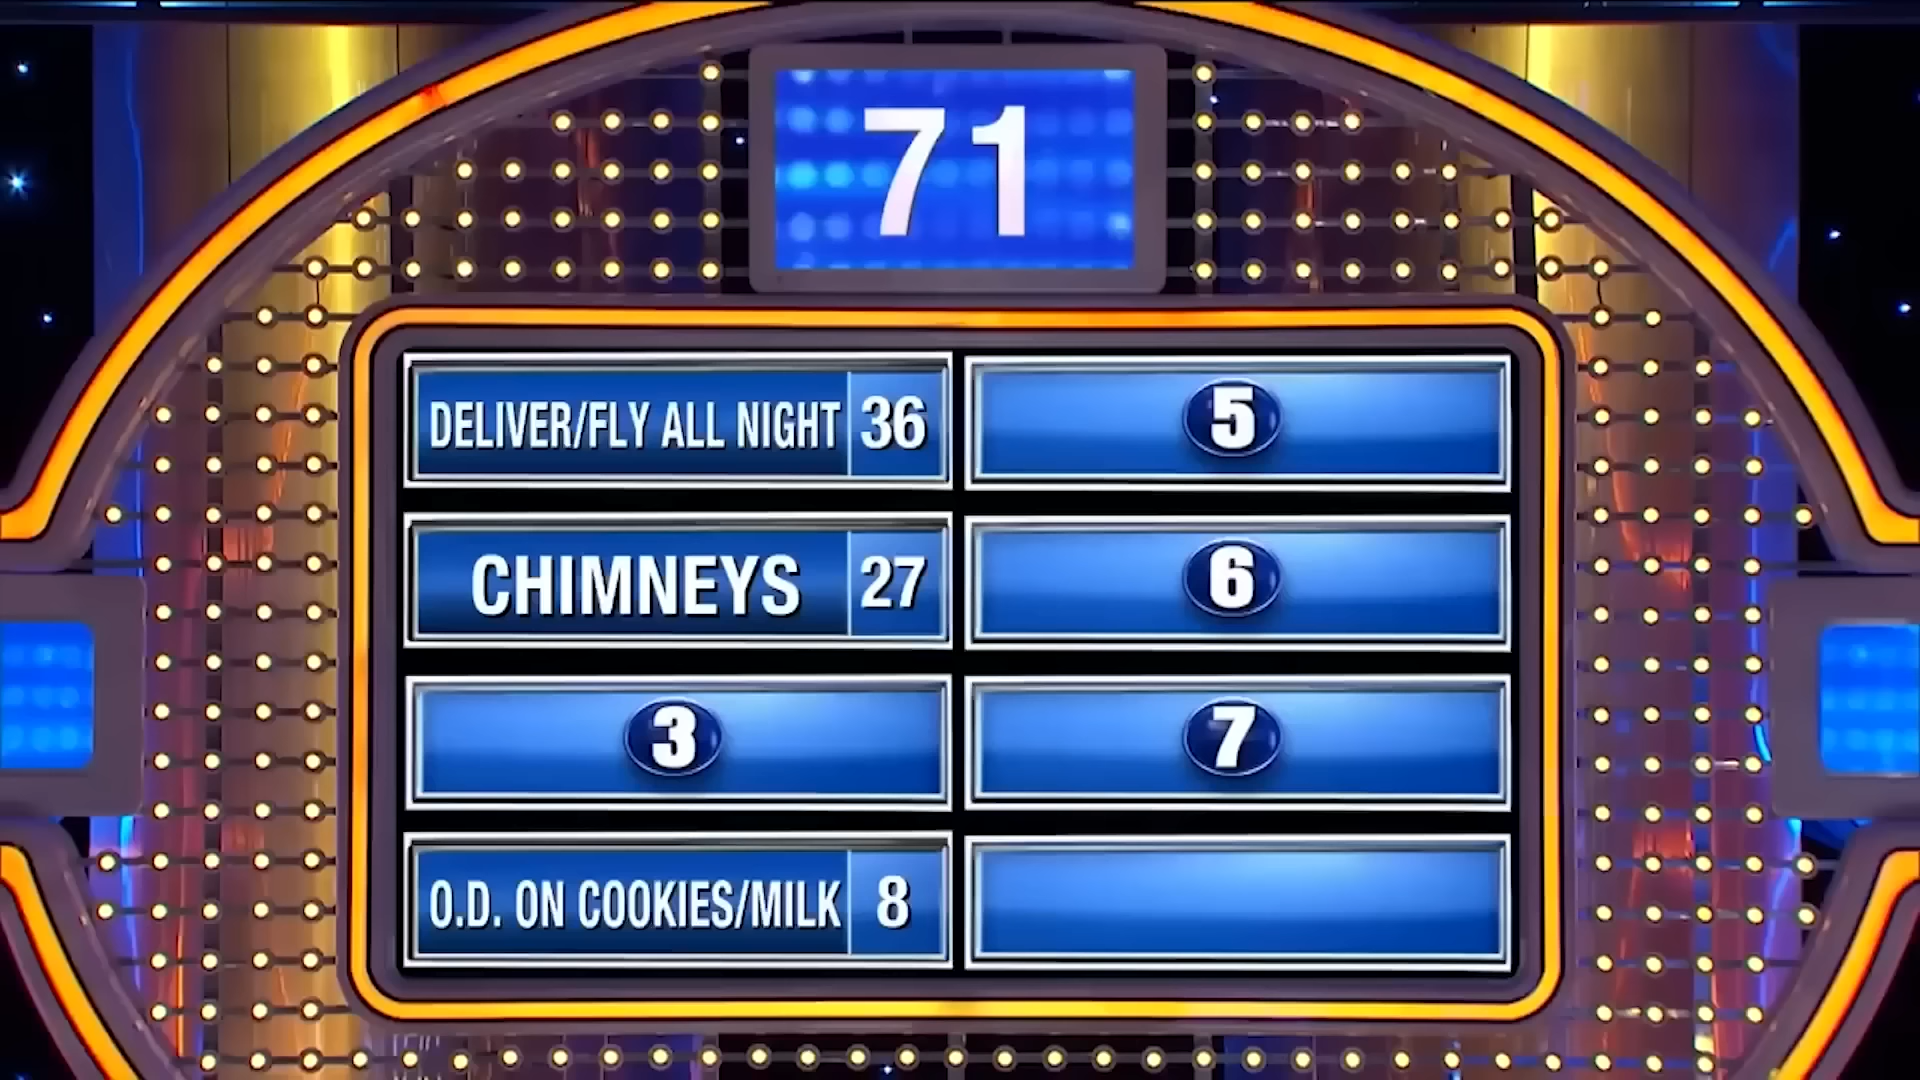 71
DELIVER/FLY ALL NIGHT 36
5
CHIMNEYS 27
6
3
7
O.D. ON COOKIES/MILK 8